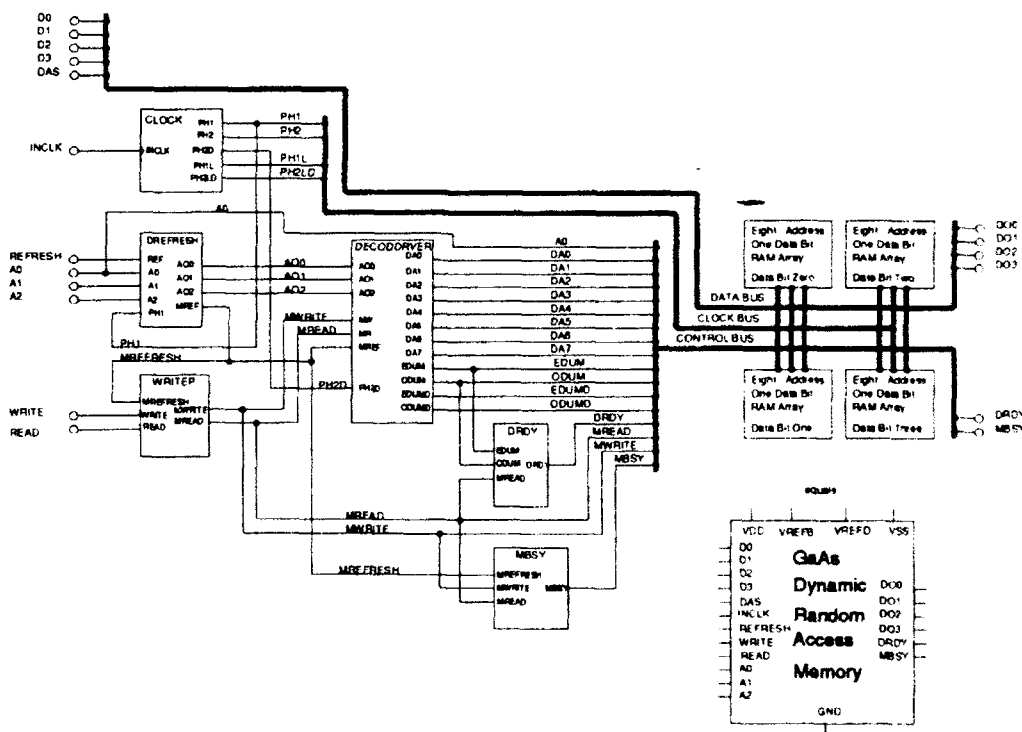 D0
D1
D2
D3
DAS
INCLK
CLOCK
INCLK
PH1
PH2
PH2D
PH1L
PH2LD
PH1
PH2
PH1L
PH2LD
A0
REFRESH
A0
A1
A2
DREFRESH
REF
A0
A1
A2
PH1
AO0
AO1
AO2
MREF
AO0
AO1
AO2
PH1
MREFRESH
MWRITE
MREAD
PH2D
DECODDRIVER
AO0
AO1
AO2
MW
MR
MREF
PH2D
DA0
DA1
DA2
DA3
DA4
DA5
DA6
DA7
EDUM
ODUM
EDUMD
ODUMD
A0
DA0
DA1
DA2
DA3
DA4
DA5
DA6
DA7
EDUM
ODUM
EDUMD
ODUMD
DRDY
MREAD
MWRITE
MBSY
WRITE
READ
WRITEP
MREFRESH
WRITE
READ
MWRITE
MREAD
DRDY
EDUM
ODUM
MREAD
DRDY
MREAD
MWRITE
MREFRESH
MBSY
MREFRESH
MWRITE
MREAD
MBSY
Eight Address
One Data Bit
RAM Array
Data Bit Zero
Eight Address
One Data Bit
RAM Array
Data Bit Two
DATA BUS
CLOCK BUS
CONTROL BUS
Eight Address
One Data Bit
RAM Array
Data Bit One
Eight Address
One Data Bit
RAM Array
Data Bit Three
DO0
DO1
DO2
DO3
DRDY
MBSY
VDD VREFB VREFD VSS
D0
D1
D2
D3
DAS
INCLK
REFRESH
WRITE
READ
A0
A1
A2
GaAs
Dynamic
Random
Access
Memory
DO0
DO1
DO2
DO3
DRDY
MBSY
GND